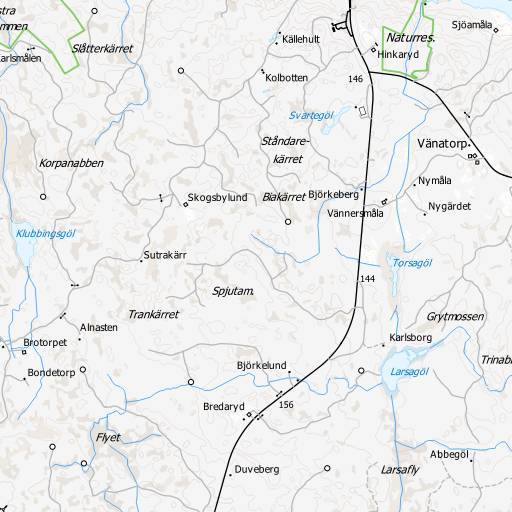 stra
mmen
Slåtterkärret
arlsmålen
Källehult
Kolbotten
Sjöamåla
Naturres.
Hinkaryd
146
Svartegöl
Ståndare-
kärret
Vänatorp
Korpanabben
Skogsbylund
Biakärret
Björkeberg
Nymåla
Vännersmåla
Nygärdet
Klubbingsgöl
Sutrakärr
Torsagöl
144
Spjutam.
Trankärret
Grytmossen
Alnasten
Brotorpet
Karlsborg
Trinab
Björkelund
Larsagöl
Bondetorp
Bredaryd
156
Flyet
Abbegöl
Duveberg
Larsafly